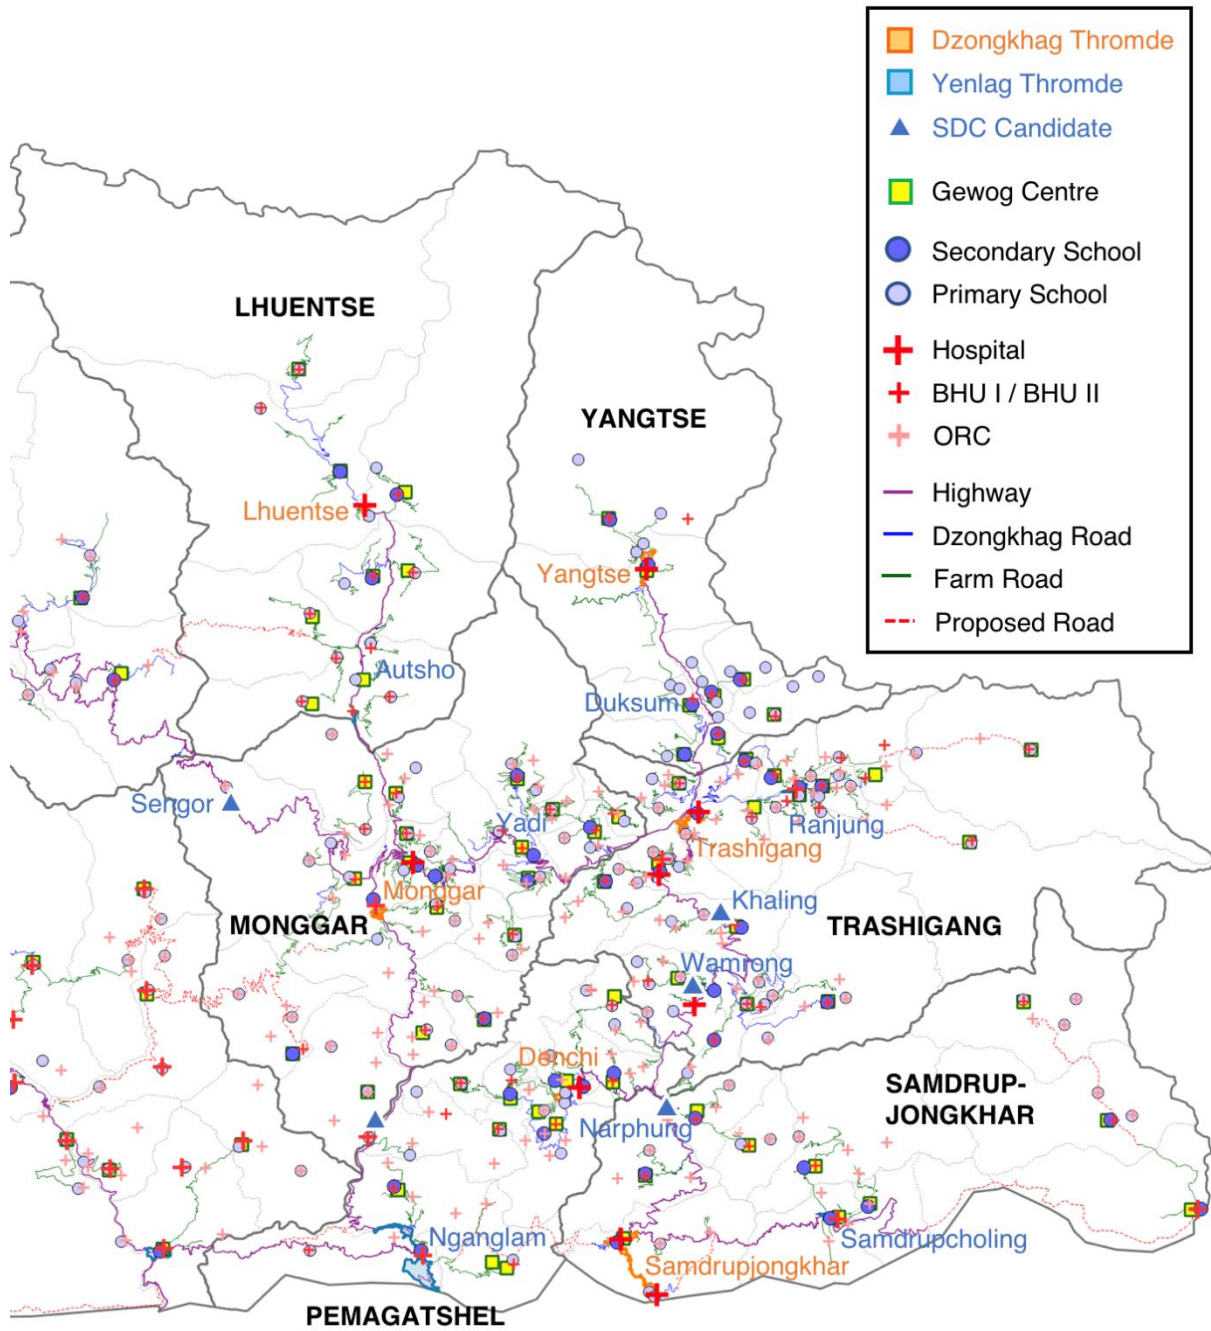 Dzongkhag Thromde
Yenlag Thromde
SDC Candidate
Gewog Centre
Secondary School
Primary School
Hospital
BHU I / BHU II
ORC
Highway
Dzongkhag Road
Farm Road
Proposed Road
LHUENTSE
YANGTSE
Lhuentse
Yangtse
Autsho
Duksum
Sengor
Yadi
Ranjung
Trashigang
Monggar
Khaling
MONGGAR
TRASHIGANG
Wamrong
Denchi
SAMDRUP-
JONGKHAR
Narphung
Nganglam
Samdrupcholing
Samdrupjongkhar
PEMAGATSHEL